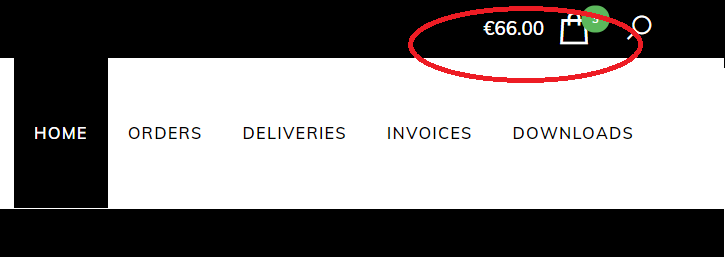 €66.00
HOME ORDERS DELIVERIES INVOICES DOWNLOADS